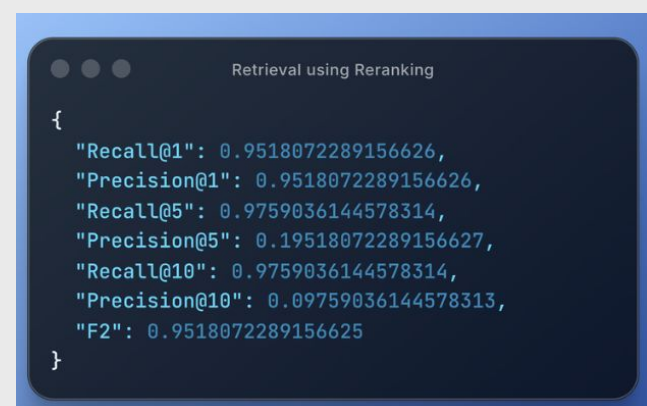 Retrieval using Reranking
{
"Recall@1": 0.9518072289156626,
"Precision@1": 0.9518072289156626,
"Recall@5": 0.9759036144578314,
"Precision@5": 0.19518072289156627,
"Recall@10": 0.9759036144578314,
"Precision@10": 0.09759036144578313,
"F2": 0.9518072289156625
}